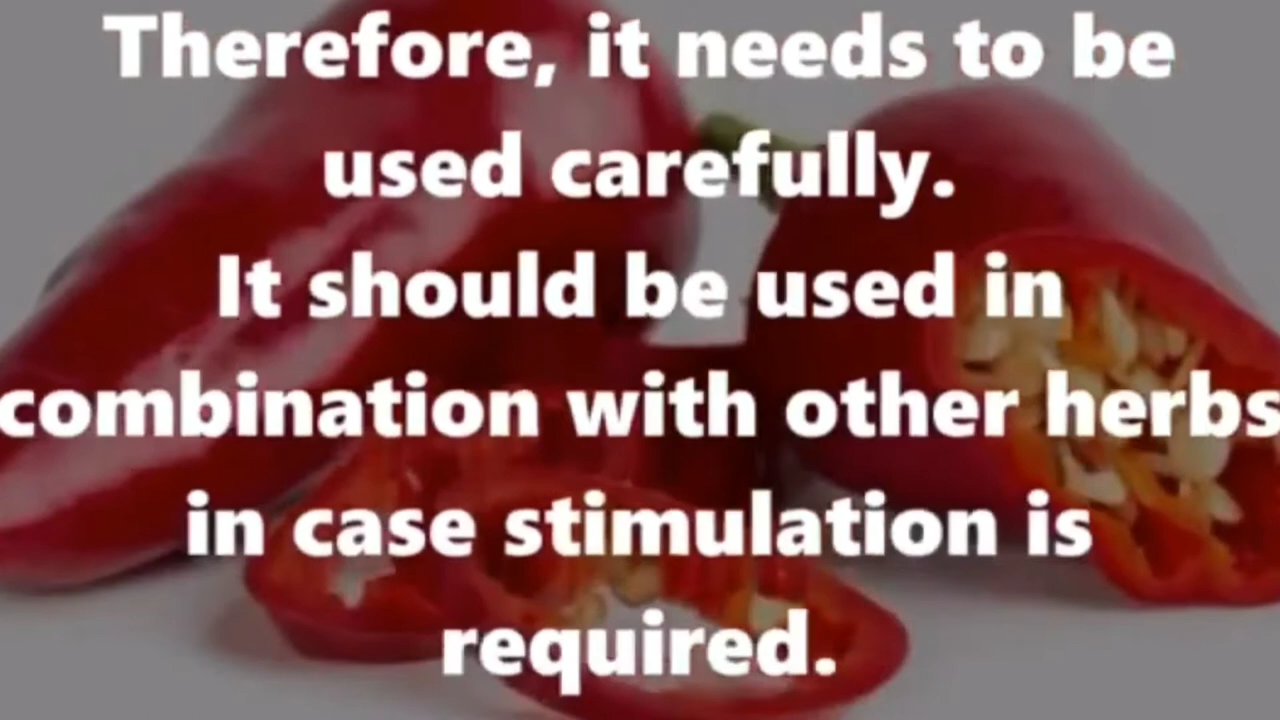 Therefore, it needs to be
used carefully.
It should be used in
combination with other herbs
in case stimulation is
required.